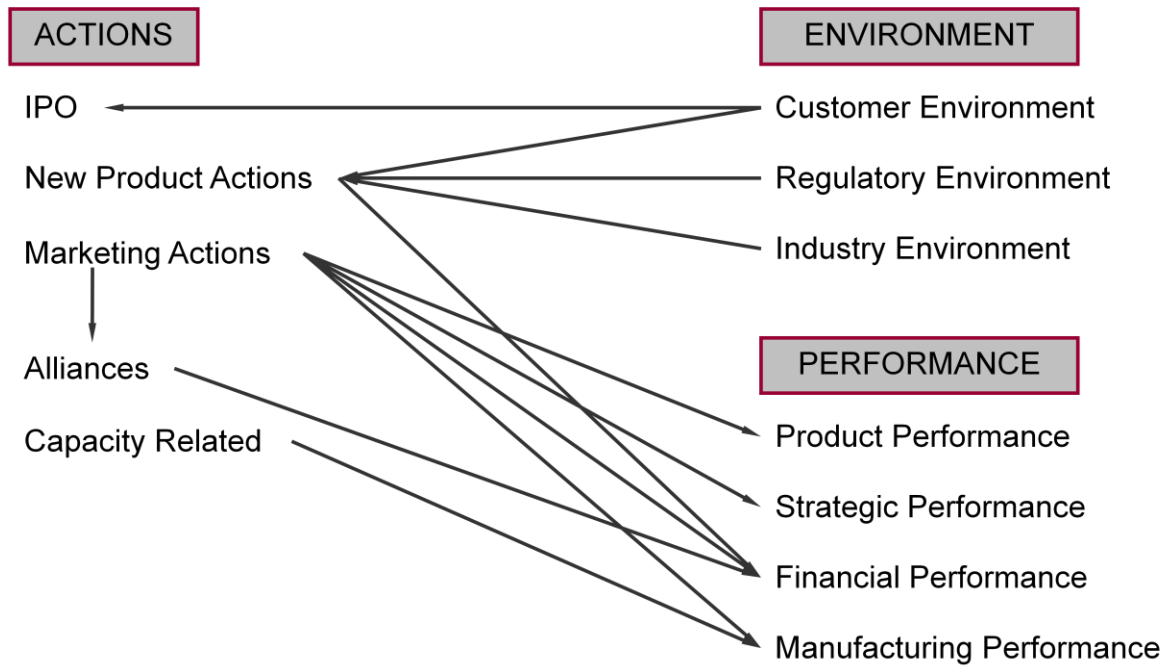 ACTIONS
IPO
New Product Actions
Marketing Actions
Alliances
Capacity Related
ENVIRONMENT
Customer Environment
Regulatory Environment
Industry Environment
PERFORMANCE
Product Performance
Strategic Performance
Financial Performance
Manufacturing Performance